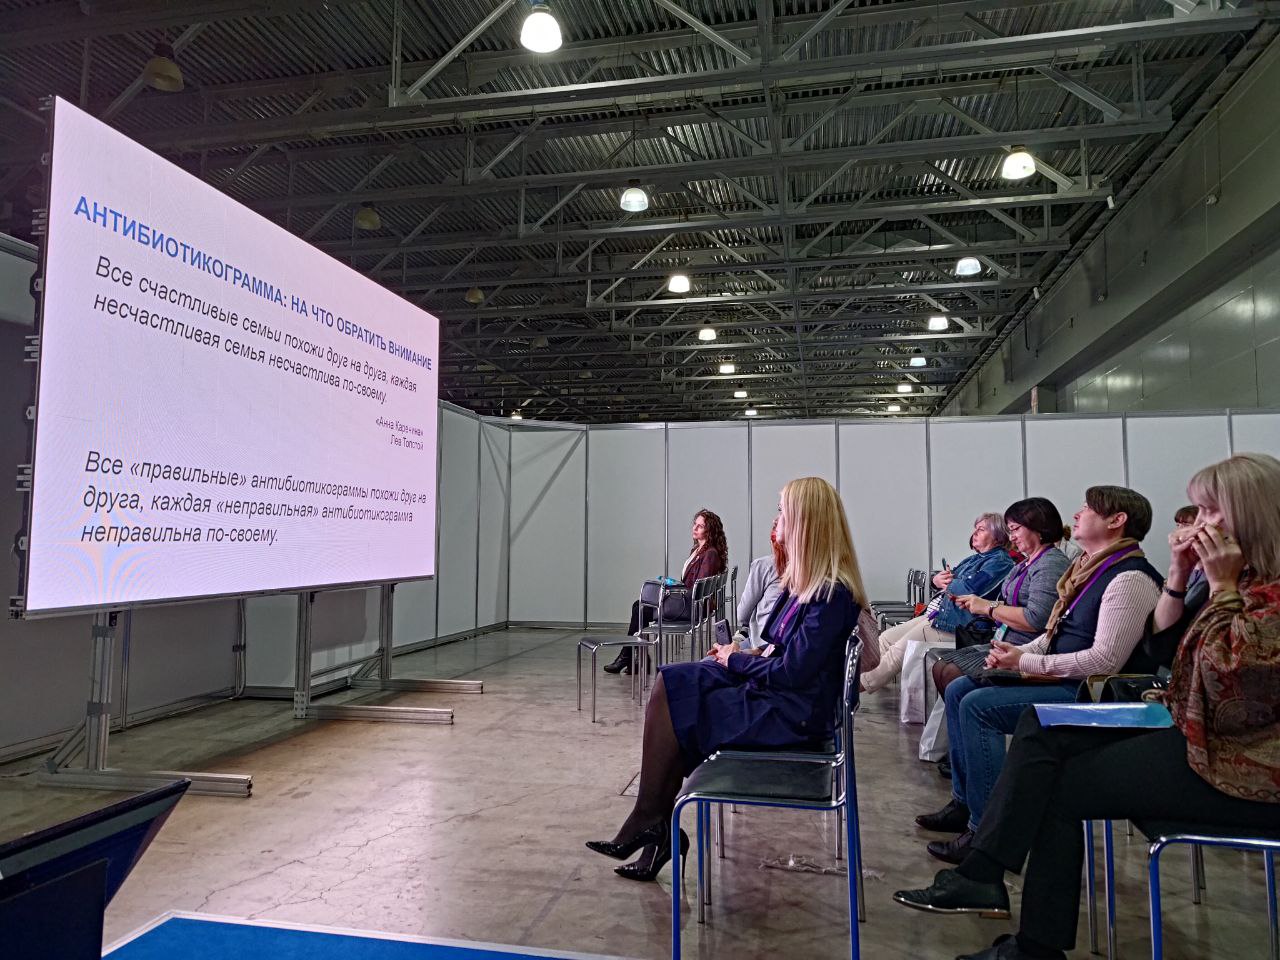 АНТИБИОТИКОГРАММА: НА ЧТО ОБРАТИТЬ ВНИМАНИЕ
Все счастливые семьи похожи друг на друга, каждая
несчастливая семья несчастлива по-своему.
«Анна Каренина»
Лев Толстой
Все «правильные» антибиотикограммы похожи друг на
друга, каждая «неправильная» антибиотикограмма
неправильна по-своему.